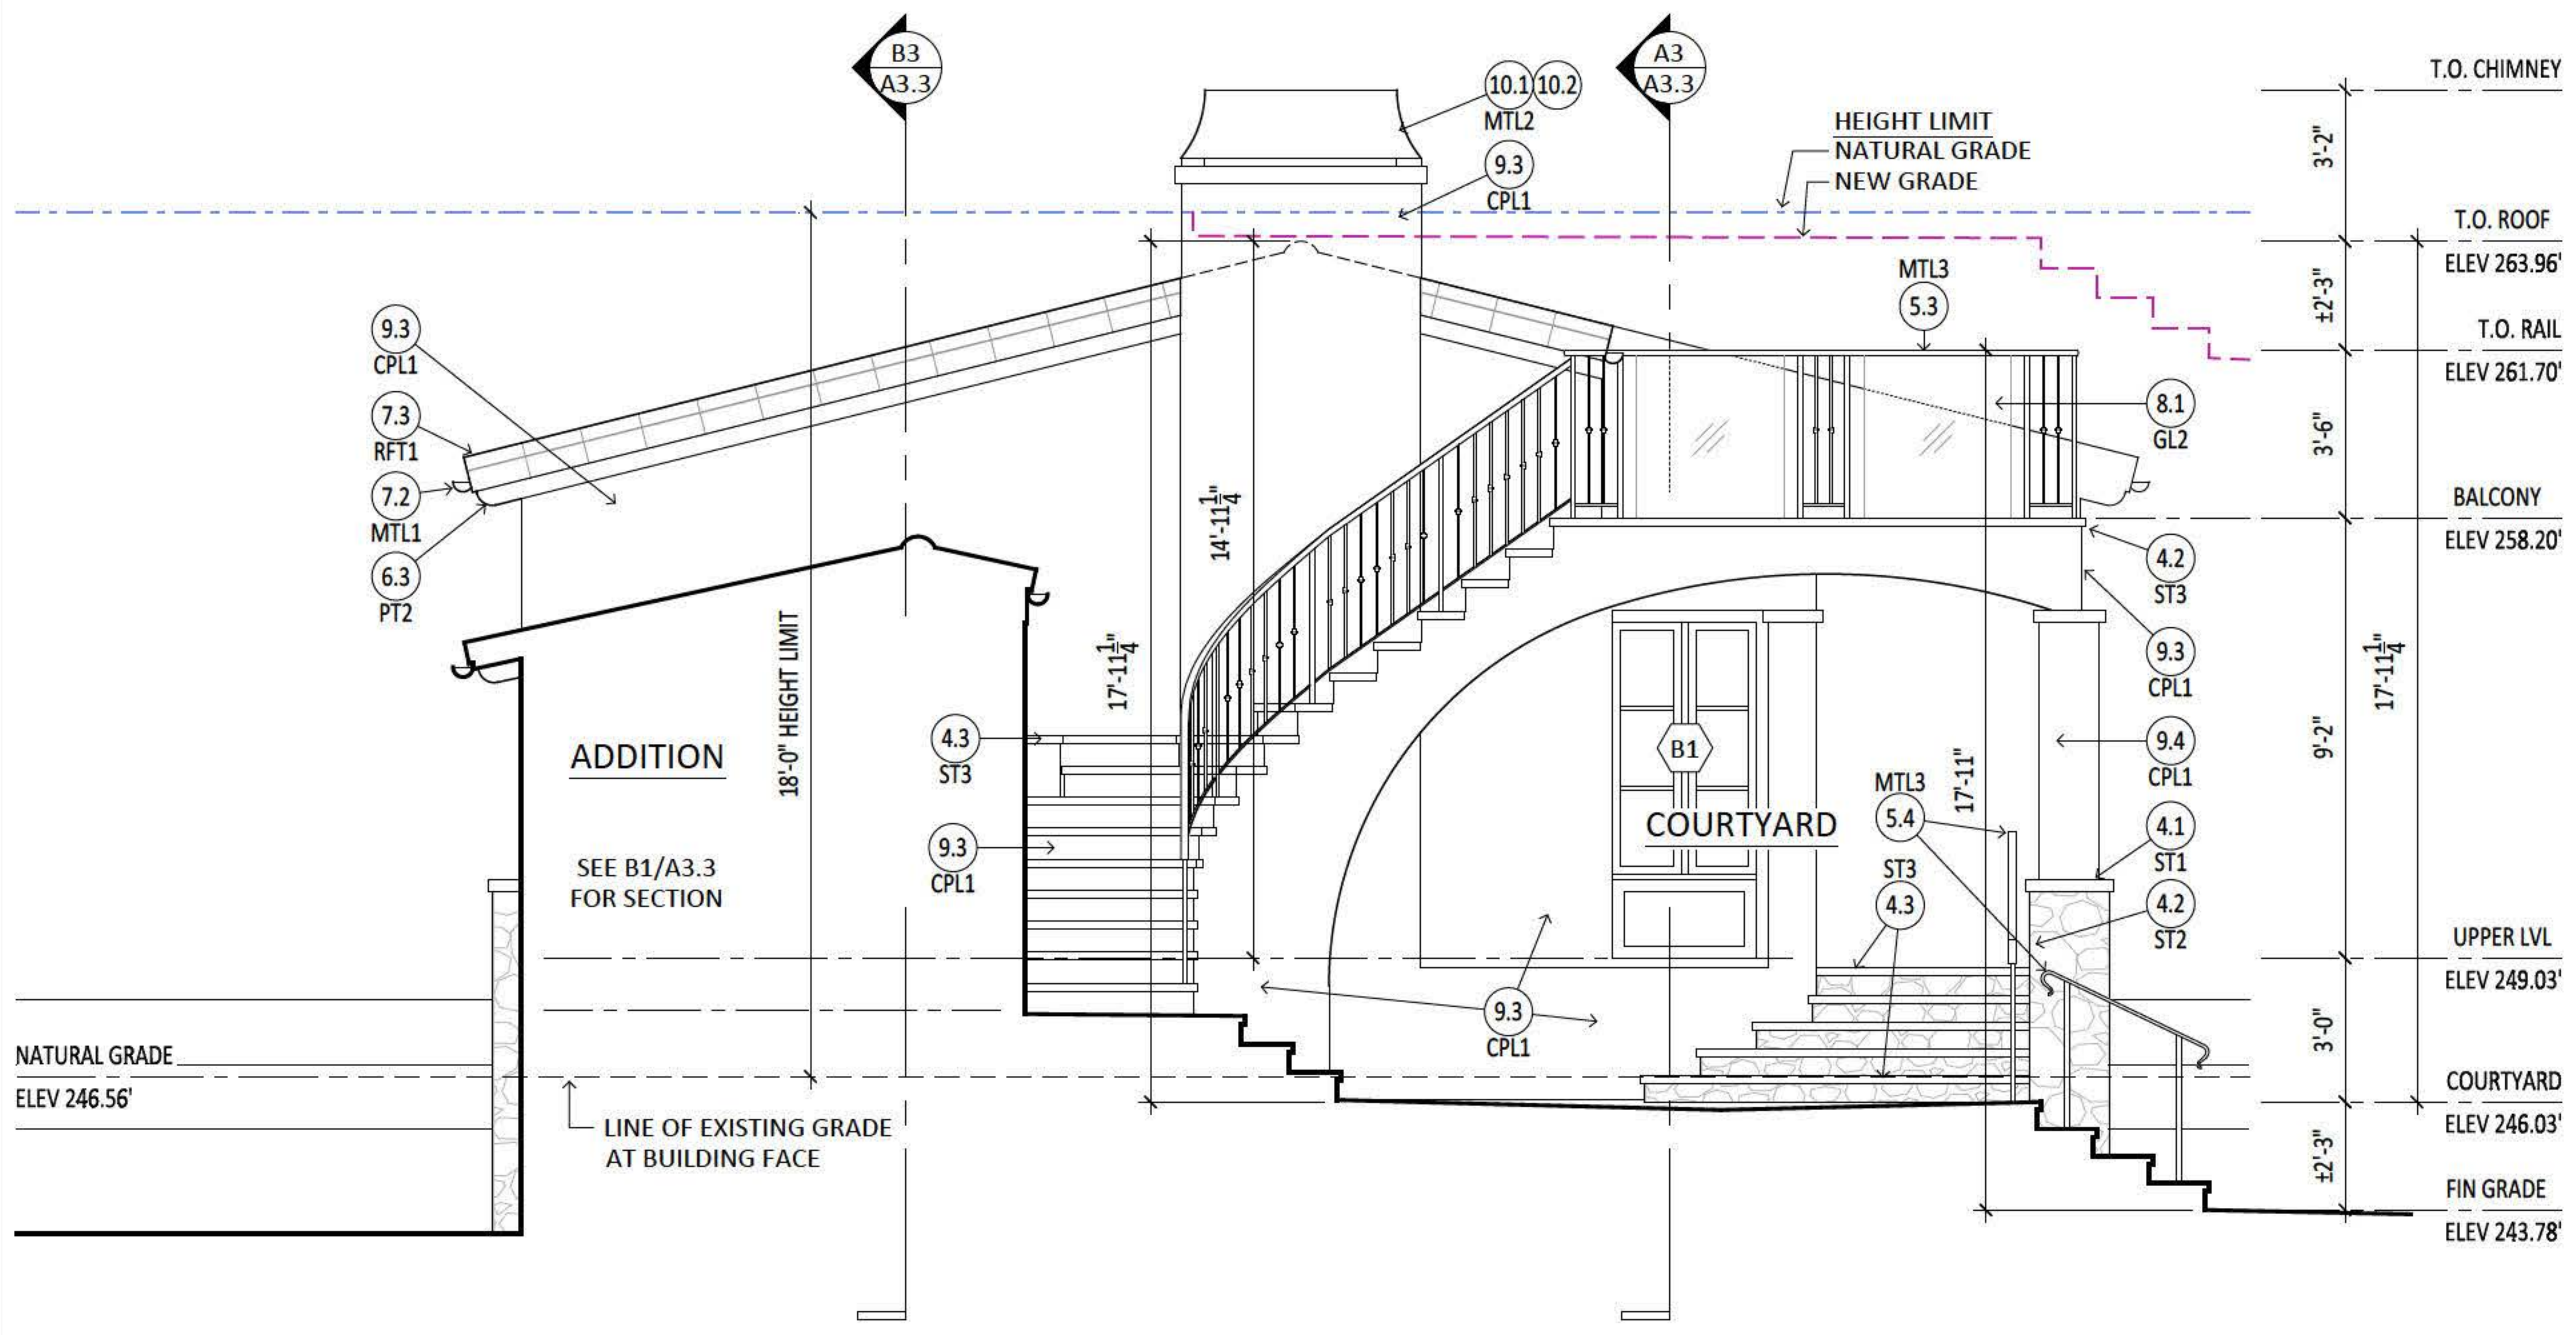 B3
A3.3
A3
A3.3
10.1 10.2
MTL2
9.3
CPL1
HEIGHT LIMIT
NATURAL GRADE
NEW GRADE
T.O. CHIMNEY
3'-2"
T.O. ROOF
ELEV 263.96'
±2'-3"
T.O. RAIL
ELEV 261.70'
3'-6"
BALCONY
ELEV 258.20'
9'-2"
17'-11 1/4"
UPPER LVL
ELEV 249.03'
3'-0"
COURTYARD
ELEV 246.03'
±2'-3"
FIN GRADE
ELEV 243.78'
MTL3
5.3
8.1
GL2
4.2
ST3
9.3
CPL1
9.4
CPL1
4.1
ST1
4.2
ST2
9.3
CPL1
7.3
RFT1
7.2
MTL1
6.3
PT2
14'-11 1/4"
17'-11 1/4"
18'-0" HEIGHT LIMIT
ADDITION
SEE B1/A3.3
FOR SECTION
4.3
ST3
9.3
CPL1
B1
COURTYARD
MTL3
5.4
17'-11"
ST3
4.3
9.3
CPL1
NATURAL GRADE
ELEV 246.56'
LINE OF EXISTING GRADE
AT BUILDING FACE